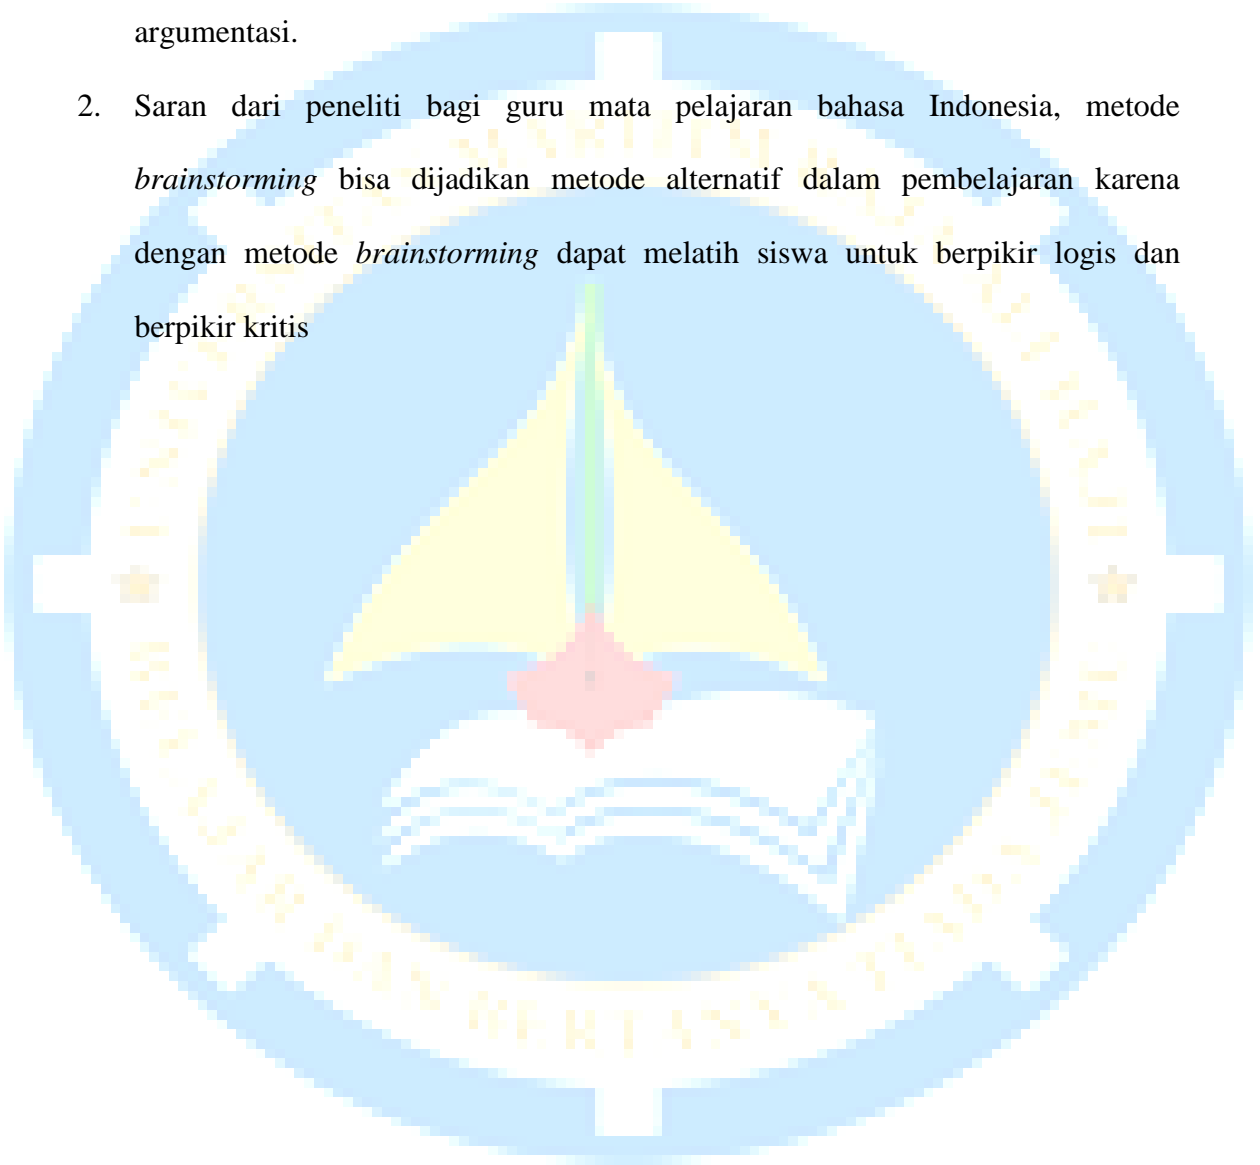 argumentasi.
2. Saran dari peneliti bagi guru mata pelajaran bahasa Indonesia, metode
brainstorming bisa dijadikan metode alternatif dalam pembelajaran karena
dengan metode brainstorming dapat melatih siswa untuk berpikir logis dan
berpikir kritis